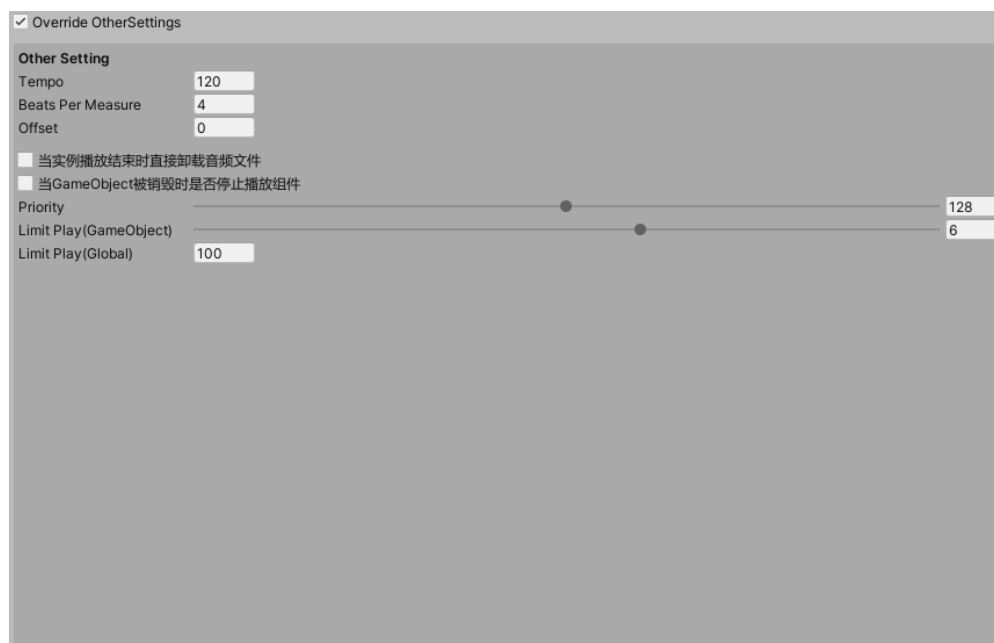 Override OtherSettings
Other Setting
Tempo 120
Beats Per Measure 4
Offset 0
当实例播放结束时直接卸载音频文件
当GameObject被销毁时是否停止播放组件
Priority 128
Limit Play(GameObject) 6
Limit Play(Global) 100